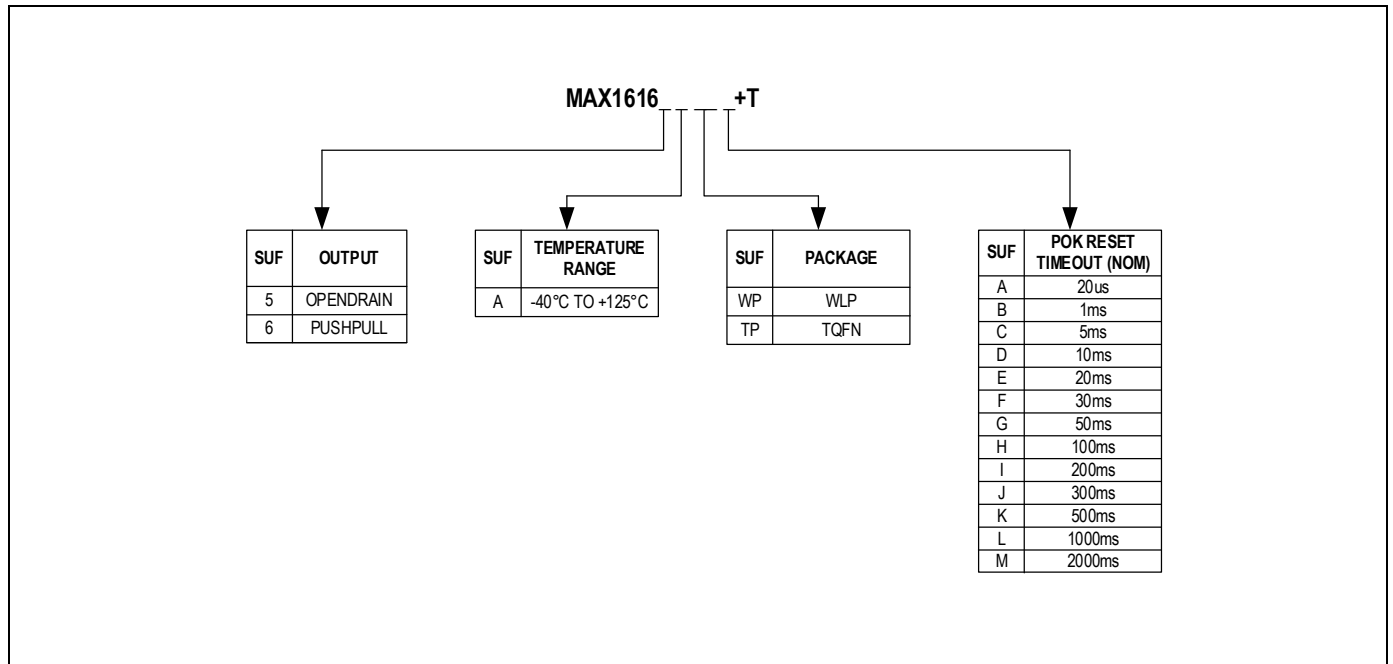 MAX1616_ _ _ _+T
SUF OUTPUT
5 OPENDRAIN
6 PUSHPULL
SUF TEMPERATURE RANGE
A -40°C TO +125°C
SUF PACKAGE
WP WLP
TP TQFN
SUF POK RESET TIMEOUT (NOM)
A 20us
B 1ms
C 5ms
D 10ms
E 20ms
F 30ms
G 50ms
H 100ms
I 200ms
J 300ms
K 500ms
L 1000ms
M 2000ms